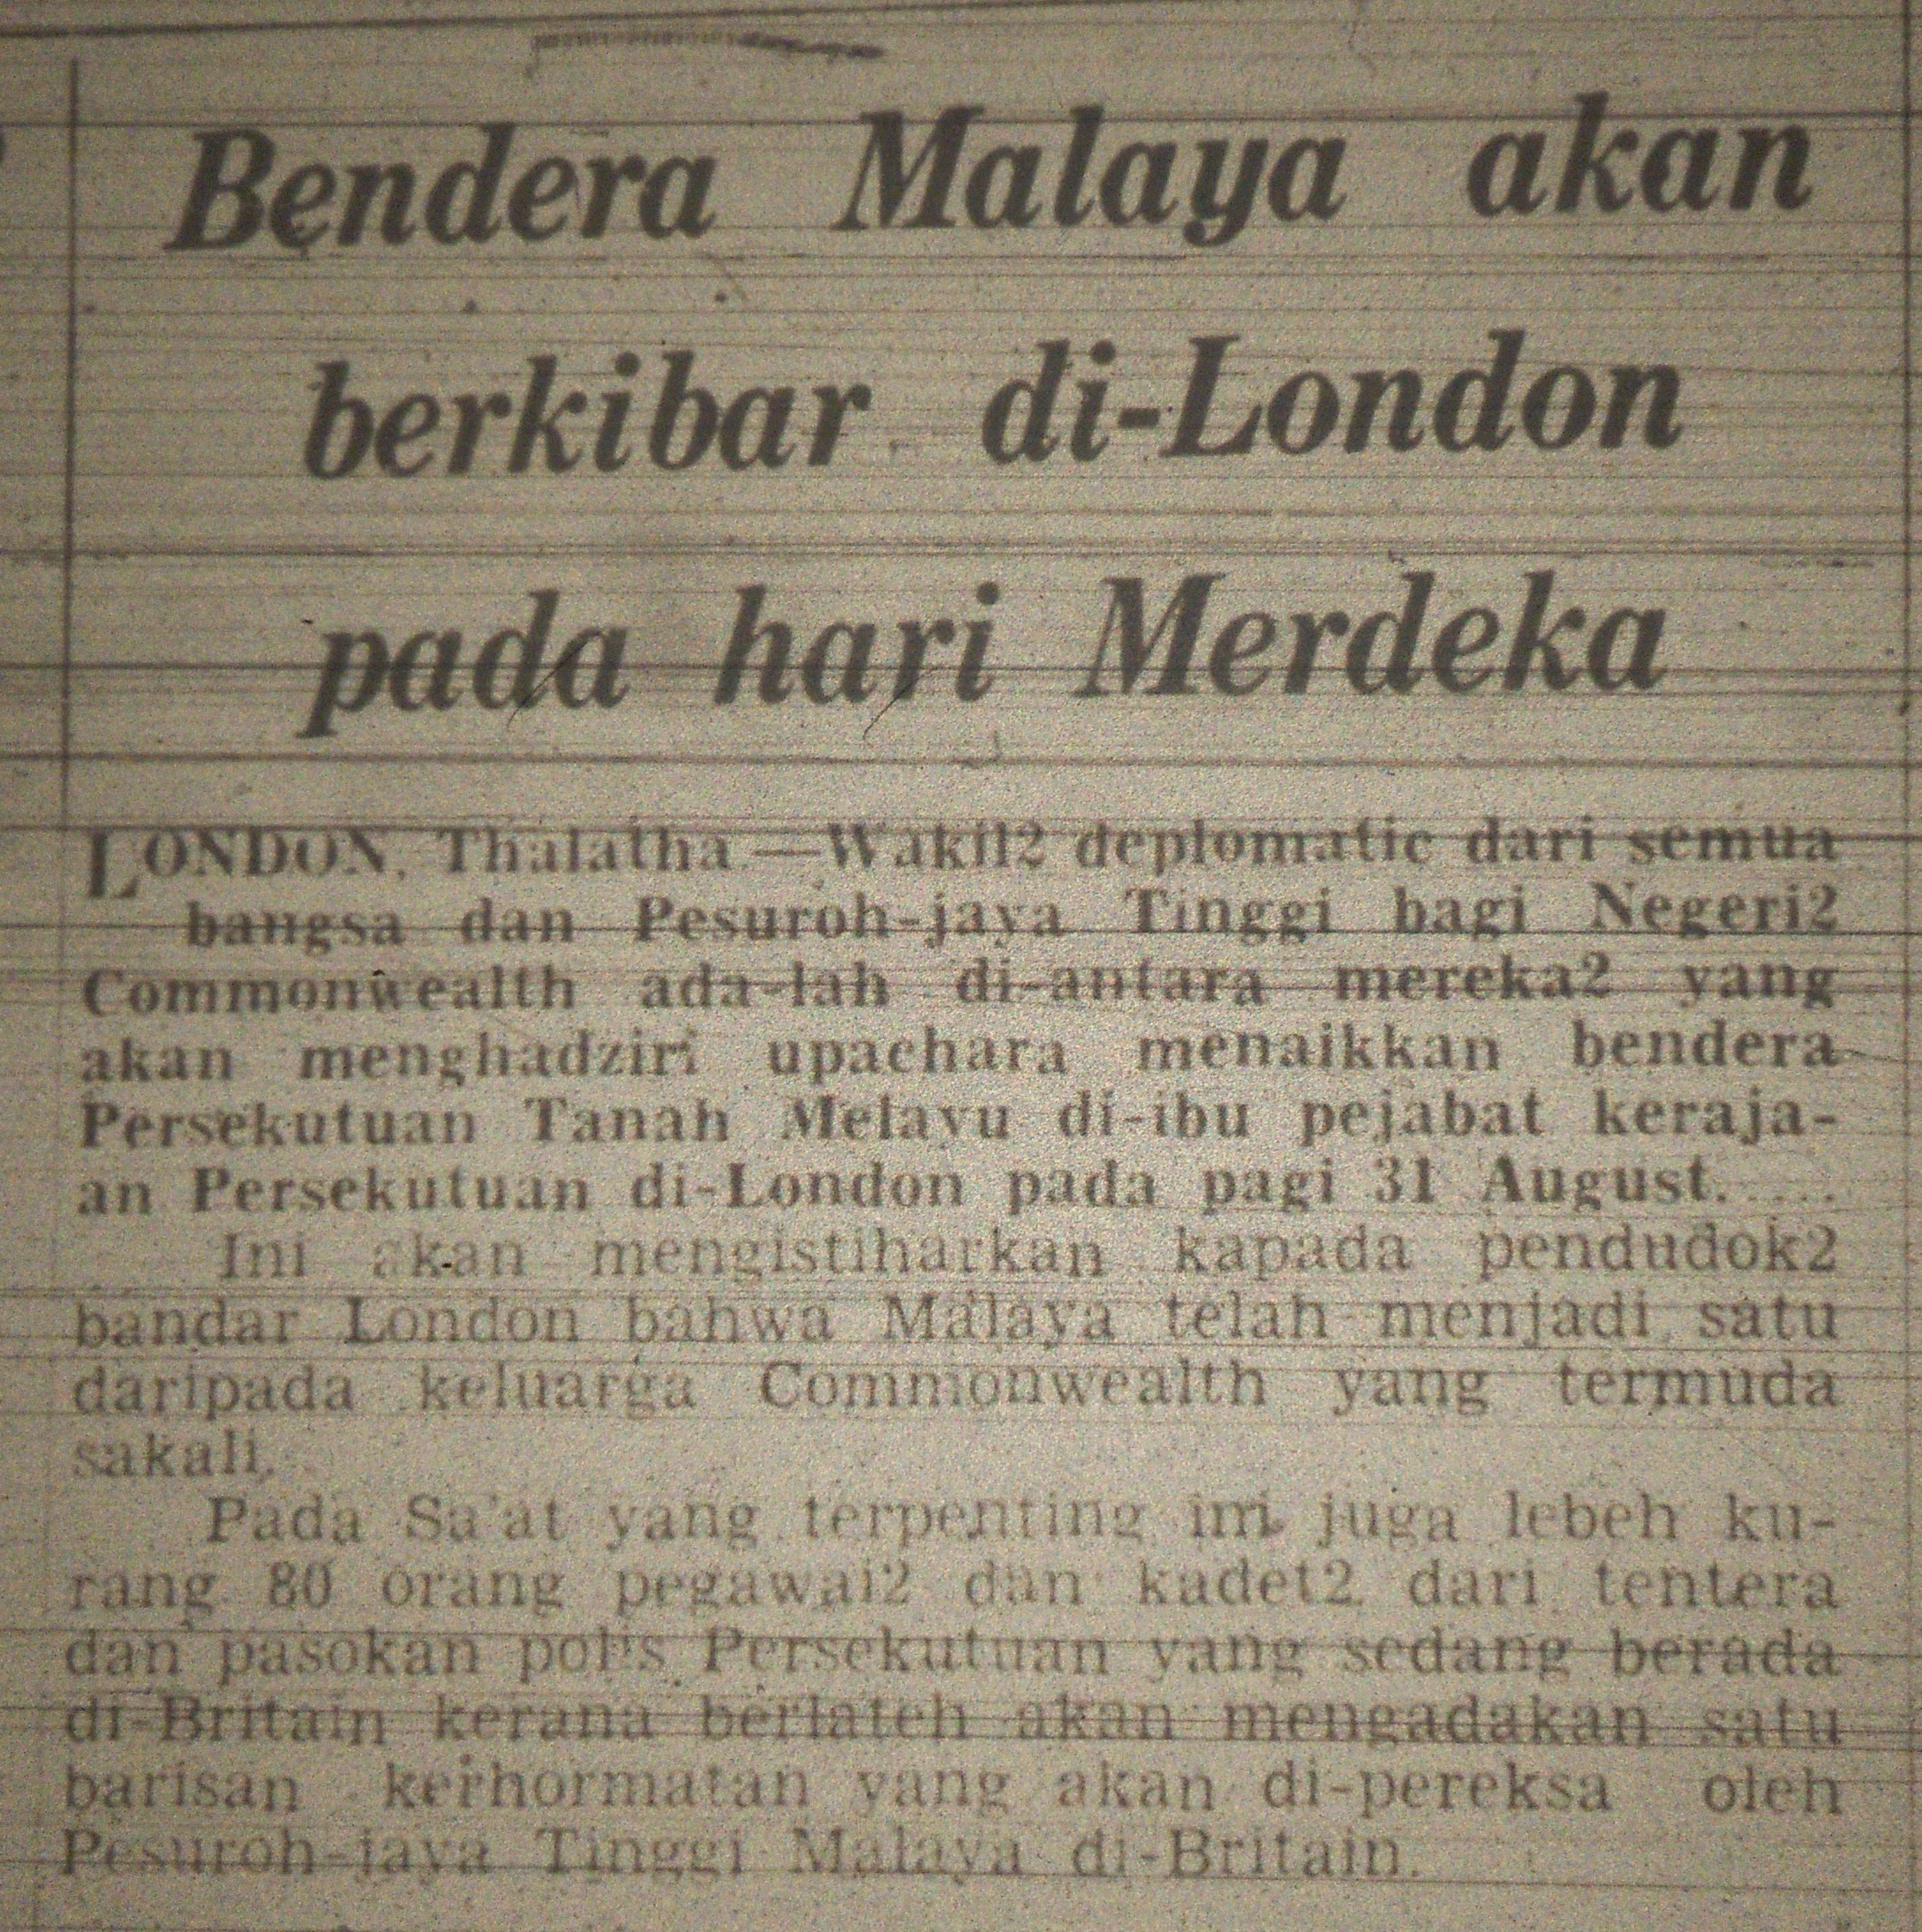 Bendera Malaya akan
berkibar di-London
pada hari Merdeka
LONDON, Thalatha.—Wakil2 deplomatic dari semua
bangsa dan Pesuroh-jaya Tinggi bagi Negeri2
Commonwealth ada-lah di-antara mereka2 yang
akan menghadziri upachara menaikkan bendera
Persekutuan Tanah Melayu di-ibu pejabat keraja-
an Persekutuan di-London pada pagi 31 August.....
Ini akan mengistiharkan kapada pendudok2
bandar London bahwa Malaya telah menjadi satu
daripada keluarga Commonwealth yang termuda
sakali.
Pada Sa'at yang terpenting ini juga lebeh ku-
rang 80 orang pegawai2 dan kadet2 dari tentera
dan pasokan polis Persekutuan yang sedang berada
di-Britain kerana berlateh akan mengadakan satu
barisan kerhormatan yang akan di-pereksa oleh
Pesuroh-jaya Tinggi Malaya di-Britain.